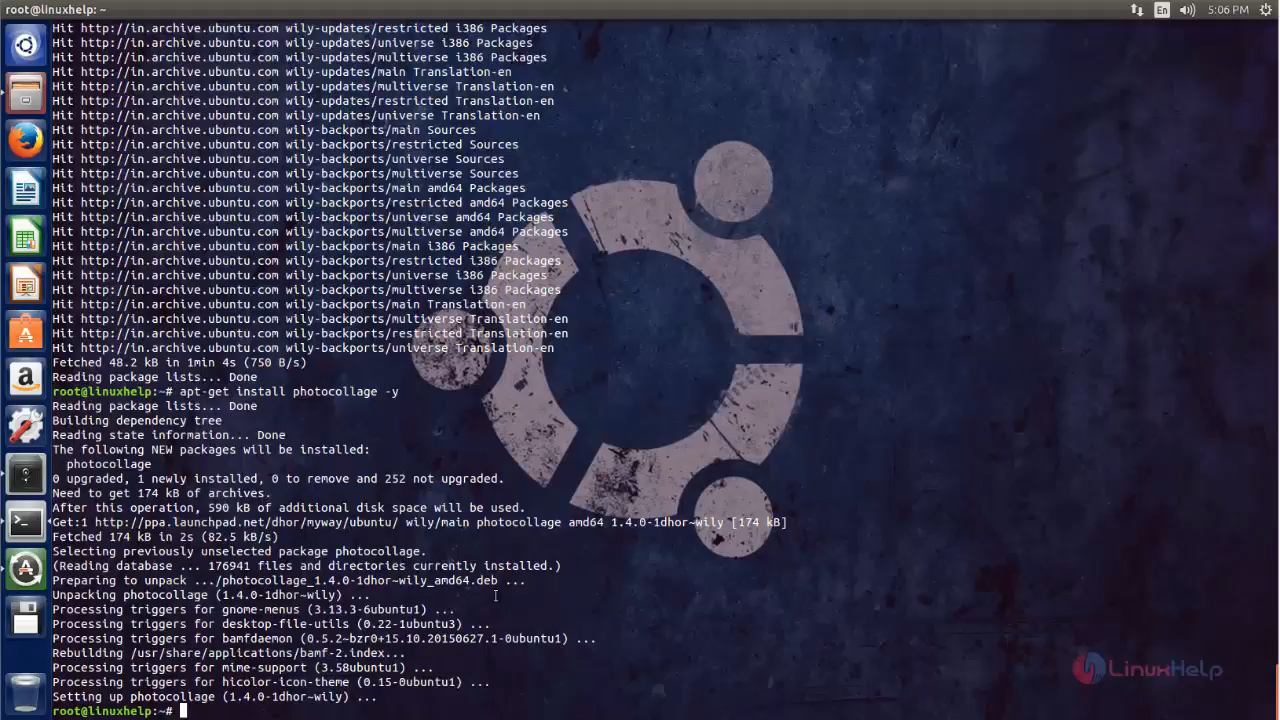 root@linuxhelp: ~
En
5:06 PM
Hit http://in.archive.ubuntu.com wily-updates/restricted i386 Packages
Hit http://in.archive.ubuntu.com wily-updates/universe i386 Packages
Hit http://in.archive.ubuntu.com wily-updates/multiverse i386 Packages
Hit http://in.archive.ubuntu.com wily-updates/main Translation-en
Hit http://in.archive.ubuntu.com wily-updates/multiverse Translation-en
Hit http://in.archive.ubuntu.com wily-updates/restricted Translation-en
Hit http://in.archive.ubuntu.com wily-updates/universe Translation-en
Hit http://in.archive.ubuntu.com wily-backports/main Sources
Hit http://in.archive.ubuntu.com wily-backports/restricted Sources
Hit http://in.archive.ubuntu.com wily-backports/universe Sources
Hit http://in.archive.ubuntu.com wily-backports/multiverse Sources
Hit http://in.archive.ubuntu.com wily-backports/main amd64 Packages
Hit http://in.archive.ubuntu.com wily-backports/restricted amd64 Packages
Hit http://in.archive.ubuntu.com wily-backports/universe amd64 Packages
Hit http://in.archive.ubuntu.com wily-backports/multiverse amd64 Packages
Hit http://in.archive.ubuntu.com wily-backports/main i386 Packages
Hit http://in.archive.ubuntu.com wily-backports/restricted i386 Packages
Hit http://in.archive.ubuntu.com wily-backports/universe i386 Packages
Hit http://in.archive.ubuntu.com wily-backports/multiverse i386 Packages
Hit http://in.archive.ubuntu.com wily-backports/main Translation-en
Hit http://in.archive.ubuntu.com wily-backports/multiverse Translation-en
Hit http://in.archive.ubuntu.com wily-backports/restricted Translation-en
Hit http://in.archive.ubuntu.com wily-backports/universe Translation-en
Fetched 48.2 kB in 1min 4s (750 B/s)
Reading package lists... Done
root@linuxhelp:~# apt-get install photocollage -y
Reading package lists... Done
Building dependency tree
Reading state information... Done
The following NEW packages will be installed:
photocollage
0 upgraded, 1 newly installed, 0 to remove and 252 not upgraded.
Need to get 174 kB of archives.
After this operation, 590 kB of additional disk space will be used.
Get:1 http://ppa.launchpad.net/dhor/myway/ubuntu/ wily/main photocollage amd64 1.4.0-1dhor~wily [174 kB]
Fetched 174 kB in 2s (82.5 kB/s)
Selecting previously unselected package photocollage.
(Reading database ... 176941 files and directories currently installed.)
Preparing to unpack .../photocollage_1.4.0-1dhor~wily_amd64.deb ...
Unpacking photocollage (1.4.0-1dhor~wily) ...
Processing triggers for gnome-menus (3.13.3-6ubuntu1) ...
Processing triggers for desktop-file-utils (0.22-1ubuntu3) ...
Processing triggers for bamfdaemon (0.5.2~bzr0+15.10.20150627.1-0ubuntu1) ...
Rebuilding /usr/share/applications/bamf-2.index...
Processing triggers for mime-support (3.58ubuntu1) ...
Processing triggers for hicolor-icon-theme (0.15-0ubuntu1) ...
Setting up photocollage (1.4.0-1dhor~wily) ...
root@linuxhelp:~#
LinuxHelp